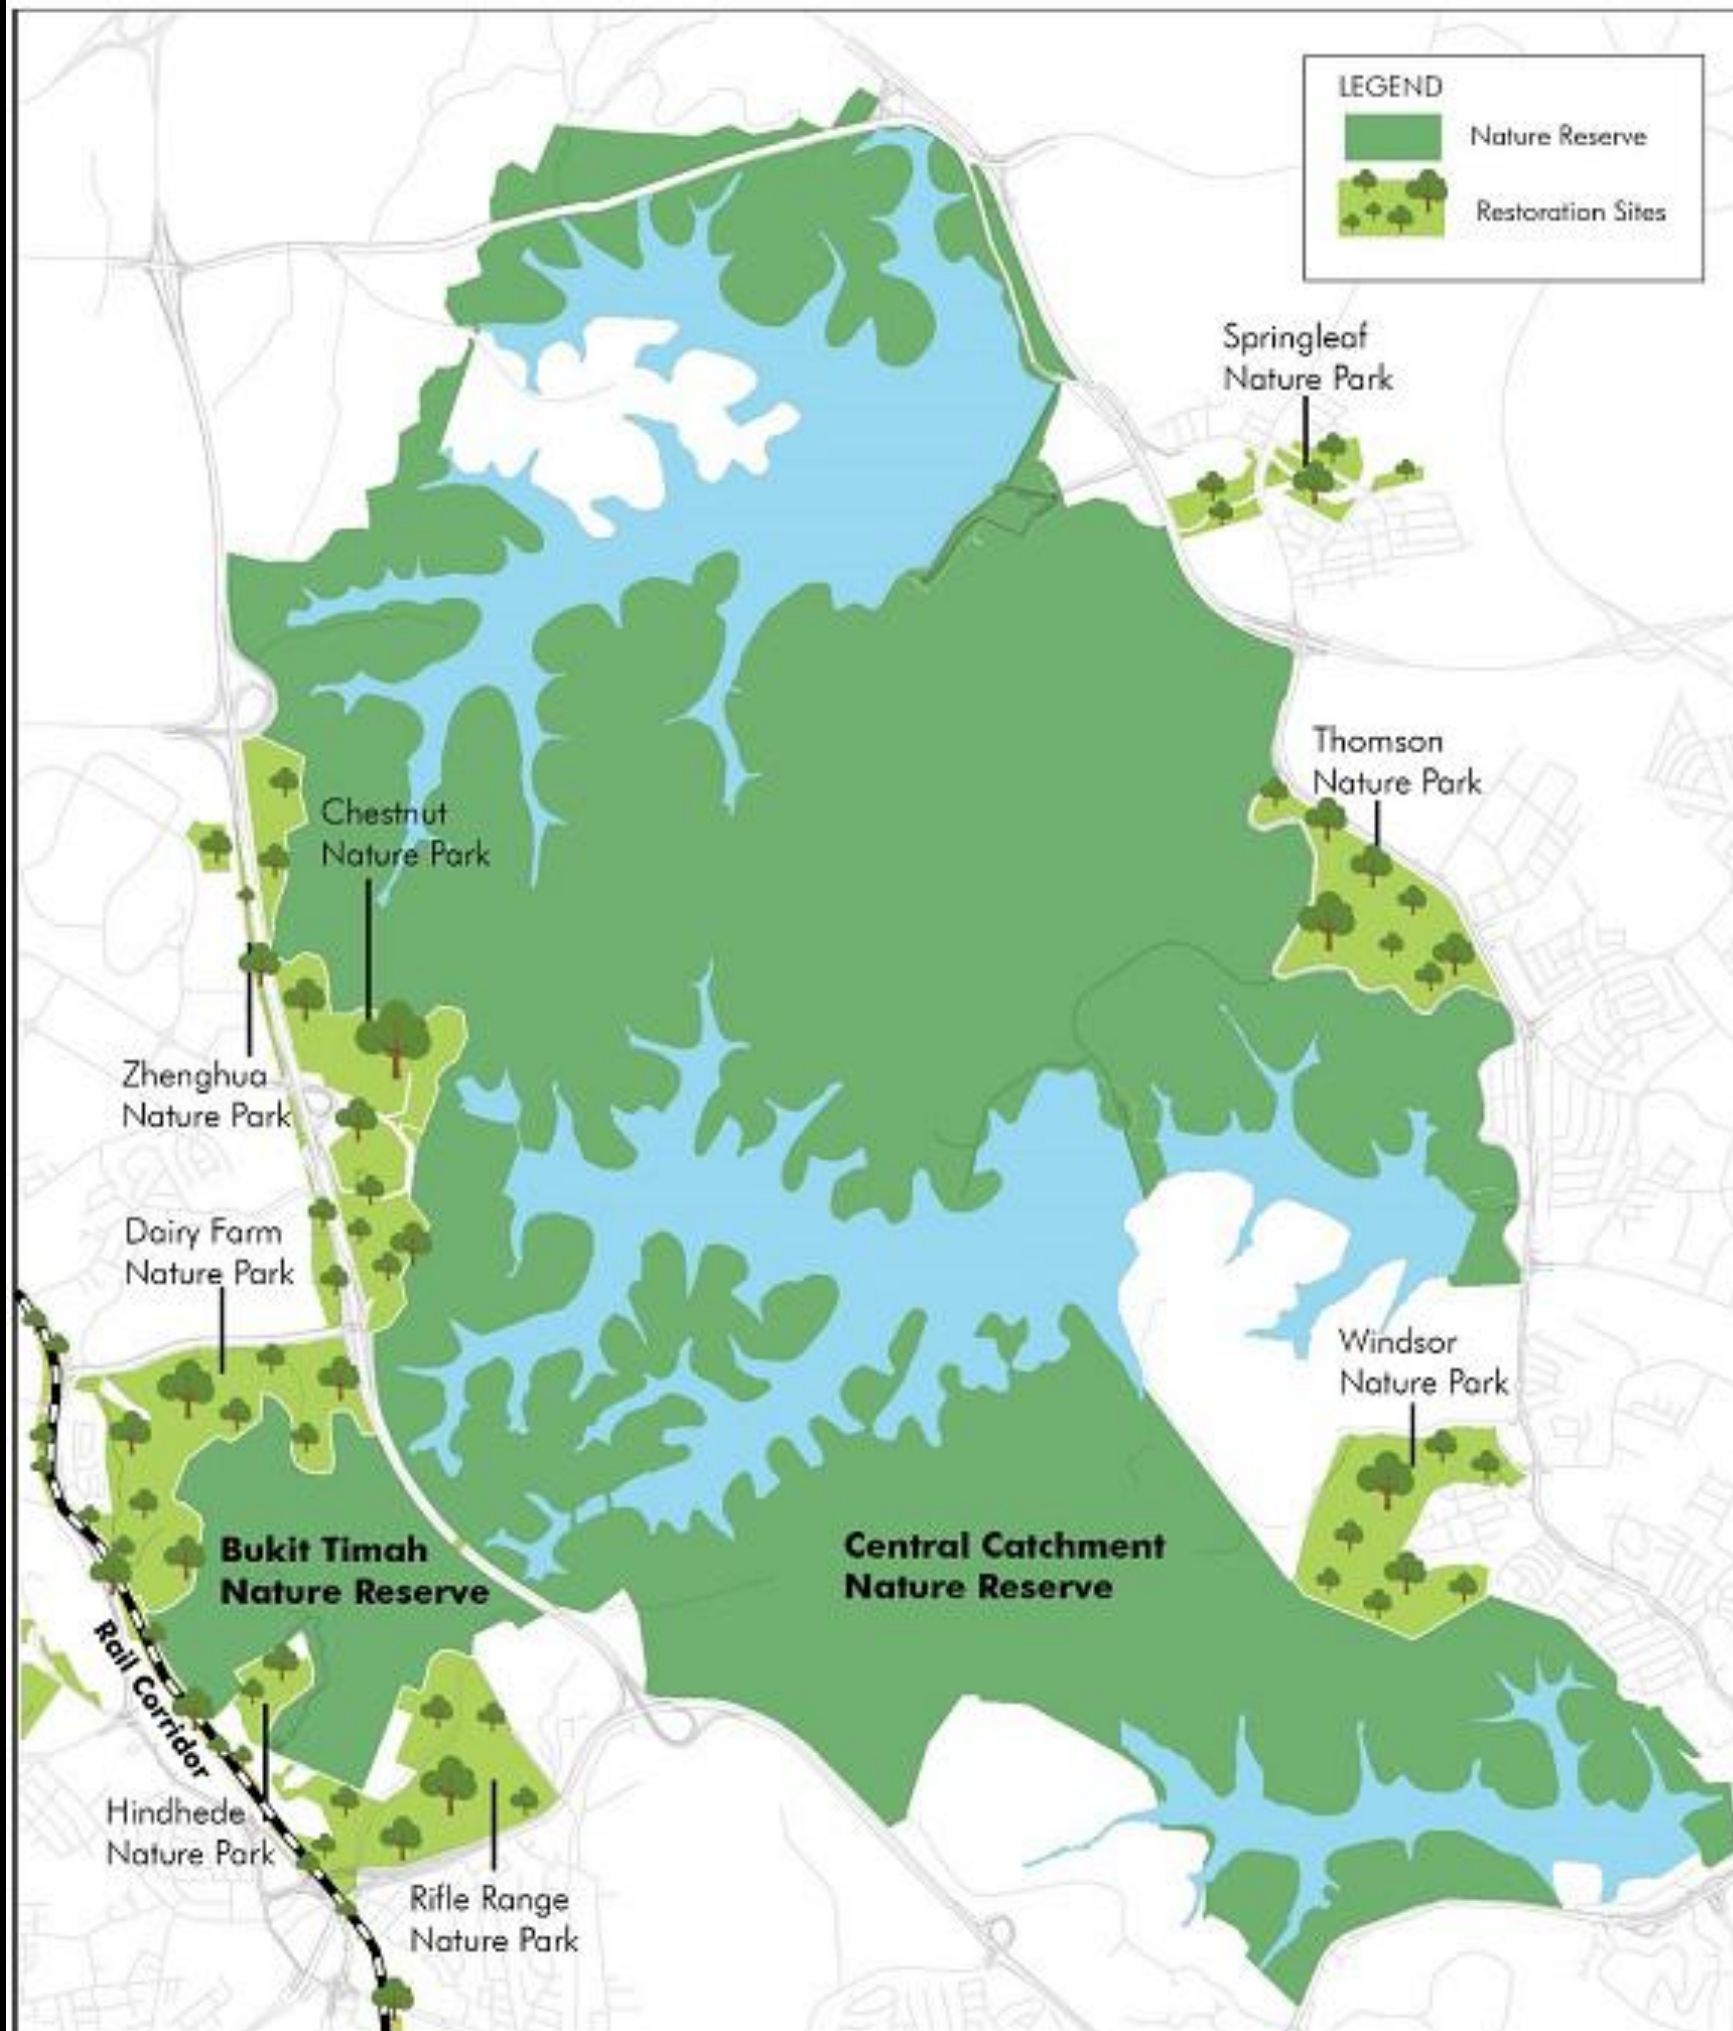 LEGEND
Nature Reserve
Restoration Sites
Springleaf
Nature Park
Thomson
Nature Park
Chestnut
Nature Park
Zhenghua
Nature Park
Dairy Farm
Nature Park
Windsor
Nature Park
Bukit Timah
Nature Reserve
Central Catchment
Nature Reserve
Rail Corridor
Hindhede
Nature Park
Rifle Range
Nature Park